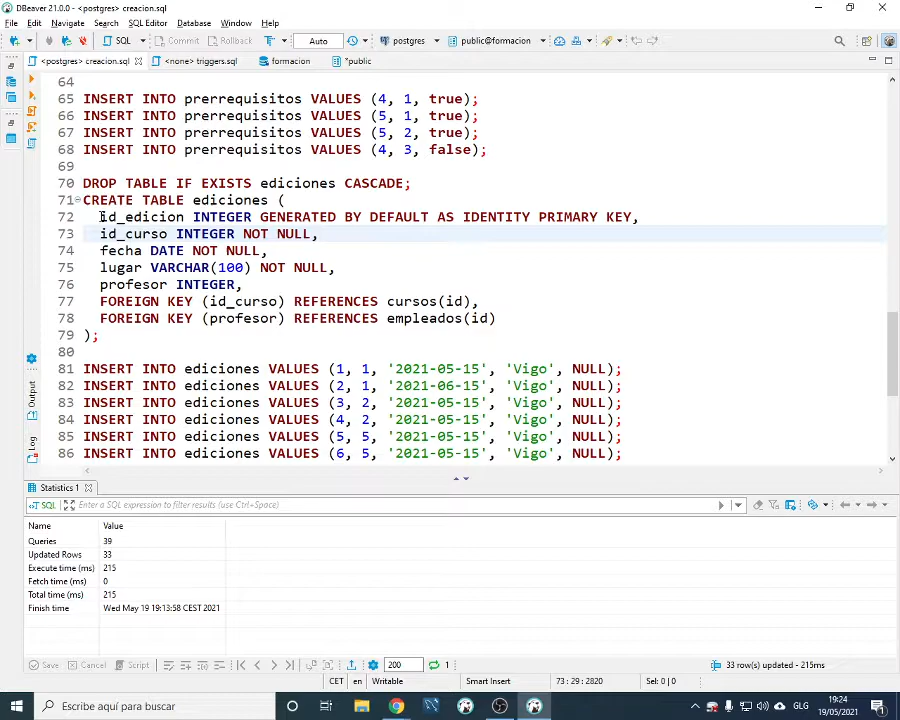 DBeaver 21.0.0 - <postgres> creacion.sql
File Edit Navigate Search SQL Editor Database Window Help
SQL Commit Rollback Auto postgres public@formacion
<postgres> creacion.sql <none> triggers.sql formacion *public
64
65 INSERT INTO prerrequisitos VALUES (4, 1, true);
66 INSERT INTO prerrequisitos VALUES (5, 1, true);
67 INSERT INTO prerrequisitos VALUES (5, 2, true);
68 INSERT INTO prerrequisitos VALUES (4, 3, false);
69
70 DROP TABLE IF EXISTS ediciones CASCADE;
71 CREATE TABLE ediciones (
72 id_edicion INTEGER GENERATED BY DEFAULT AS IDENTITY PRIMARY KEY,
73 id_curso INTEGER NOT NULL,
74 fecha DATE NOT NULL,
75 lugar VARCHAR(100) NOT NULL,
76 profesor INTEGER,
77 FOREIGN KEY (id_curso) REFERENCES cursos(id),
78 FOREIGN KEY (profesor) REFERENCES empleados(id)
79 );
80
81 INSERT INTO ediciones VALUES (1, 1, '2021-05-15', 'Vigo', NULL);
82 INSERT INTO ediciones VALUES (2, 1, '2021-06-15', 'Vigo', NULL);
83 INSERT INTO ediciones VALUES (3, 2, '2021-05-15', 'Vigo', NULL);
84 INSERT INTO ediciones VALUES (4, 2, '2021-05-15', 'Vigo', NULL);
85 INSERT INTO ediciones VALUES (5, 5, '2021-05-15', 'Vigo', NULL);
86 INSERT INTO ediciones VALUES (6, 5, '2021-05-15', 'Vigo', NULL);
Output
Log
Statistics 1
SQL Enter a SQL expression to filter results (use Ctrl+Space)
Name Value
Queries 39
Updated Rows 33
Execute time (ms) 215
Fetch time (ms) 0
Total time (ms) 215
Finish time Wed May 19 19:13:58 CEST 2021
Save Cancel Script 200 1 33 row(s) updated - 215ms
CET en Writable Smart Insert 73 : 29 : 2820 Sel: 0 | 0
Escribe aquí para buscar GLG 19:24
19/05/2021 1